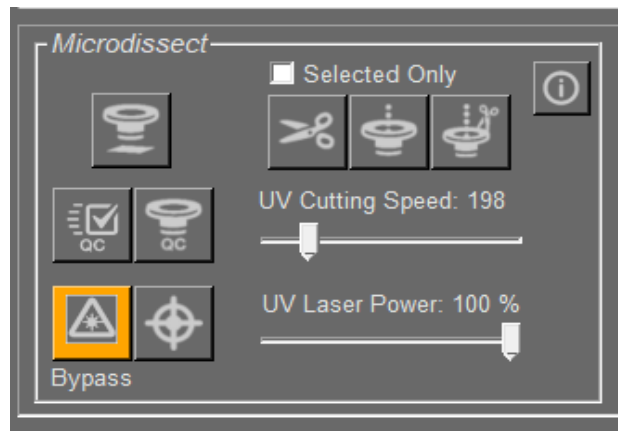 Microdissect
Selected Only
UV Cutting Speed: 198
QC
QC
UV Laser Power: 100 %
Bypass